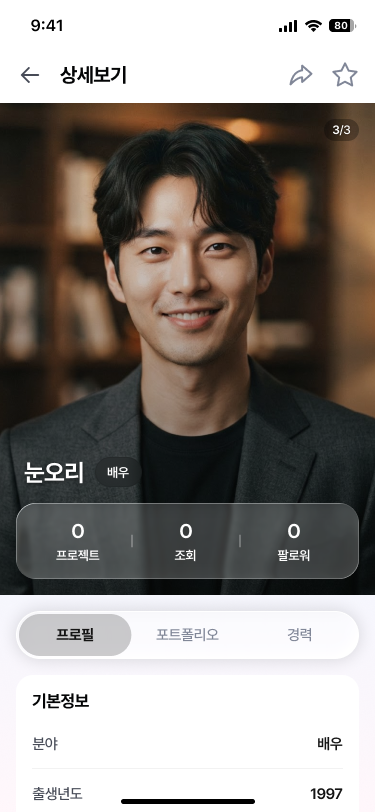 9:41
80
상세보기
3/3
눈오리 배우
0 0 0
프로젝트 조회 팔로워
프로필 포트폴리오 경력
기본정보
분야 배우
출생년도 1997